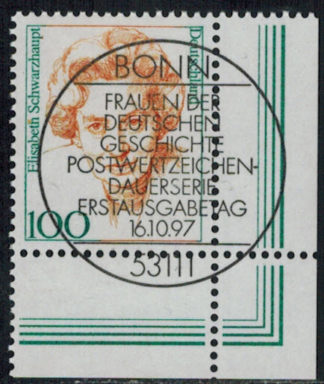 Elisabeth Schwarzhaupt
Deutschland
100
BONN
FRAUEN DER
DEUTSCHEN
GESCHICHTE
POSTWERTZEICHEN-
DAUERSERIE
ERSTAUSGABETAG
16.10.97
53111